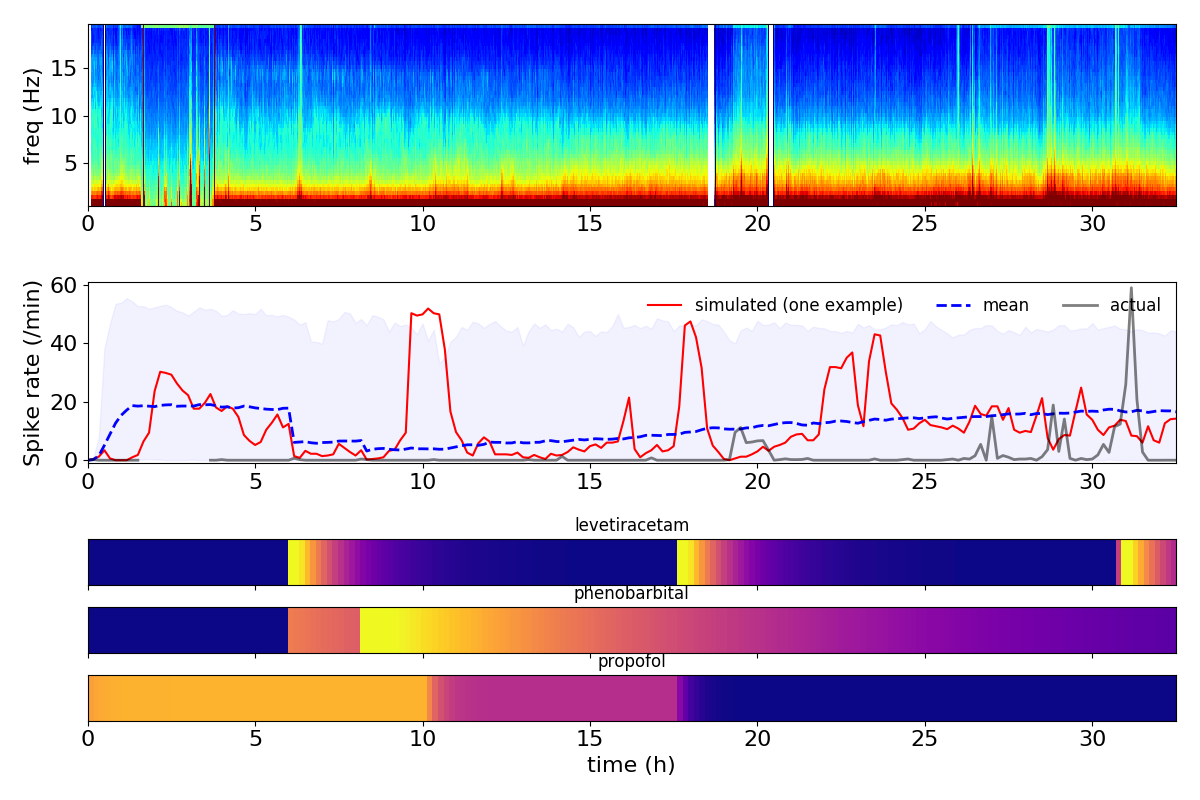 freq (Hz)
15
10
5
0 5 10 15 20 25 30
Spike rate (/min)
60
40
20
0
simulated (one example) mean actual
0 5 10 15 20 25 30
levetiracetam
phenobarbital
propofol
0 5 10 15 20 25 30
time (h)